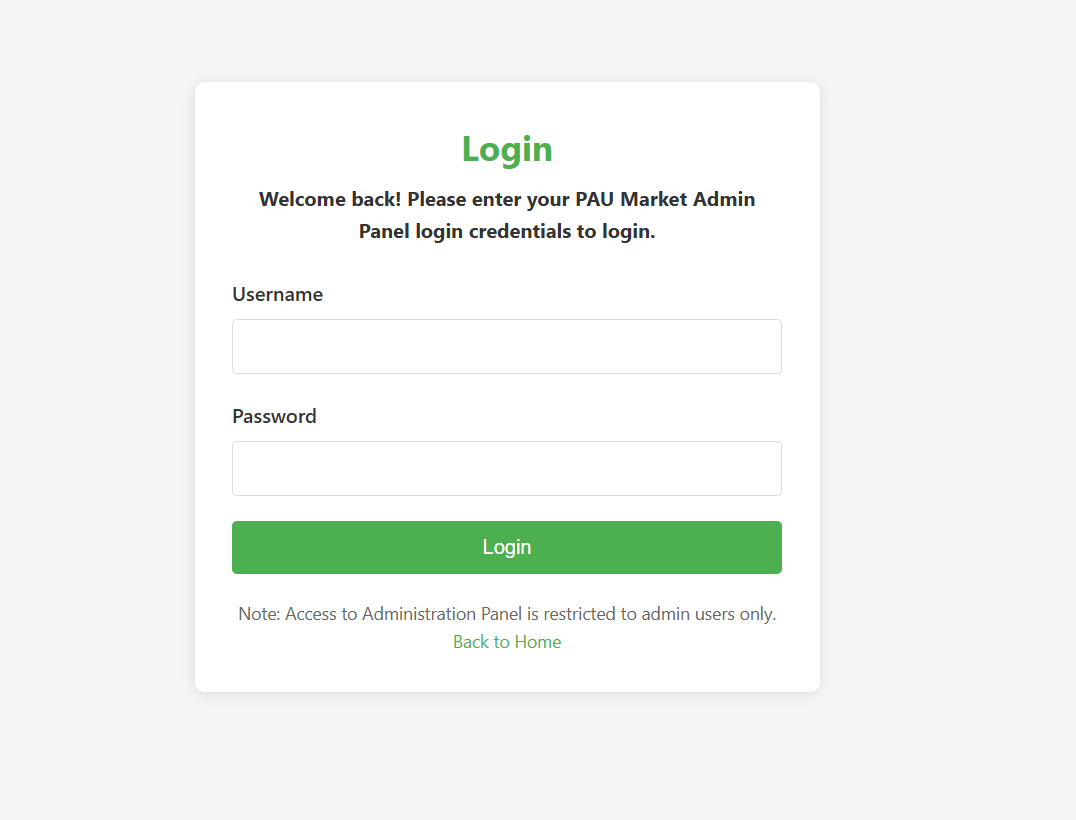 Login
Welcome back! Please enter your PAU Market Admin
Panel login credentials to login.
Username
Password
Login
Note: Access to Administration Panel is restricted to admin users only.
Back to Home